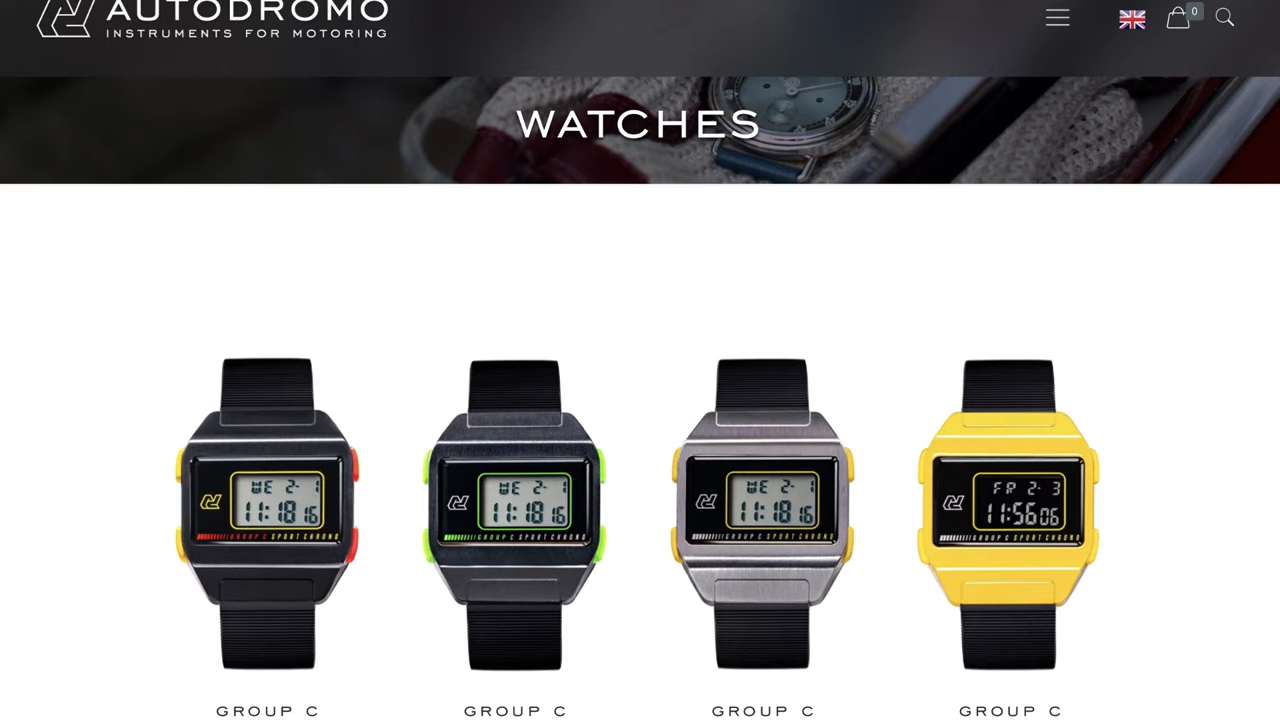 AUTODROMO
INSTRUMENTS FOR MOTORING
0
WATCHES
WE 2- 1
11:18 16
GROUP C SPORT CHRONO
WE 2- 1
11:18 16
GROUP C SPORT CHRONO
WE 2- 1
11:18 16
GROUP C SPORT CHRONO
FR 2- 3
11:56 06
GROUP C SPORT CHRONO
GROUP C
GROUP C
GROUP C
GROUP C